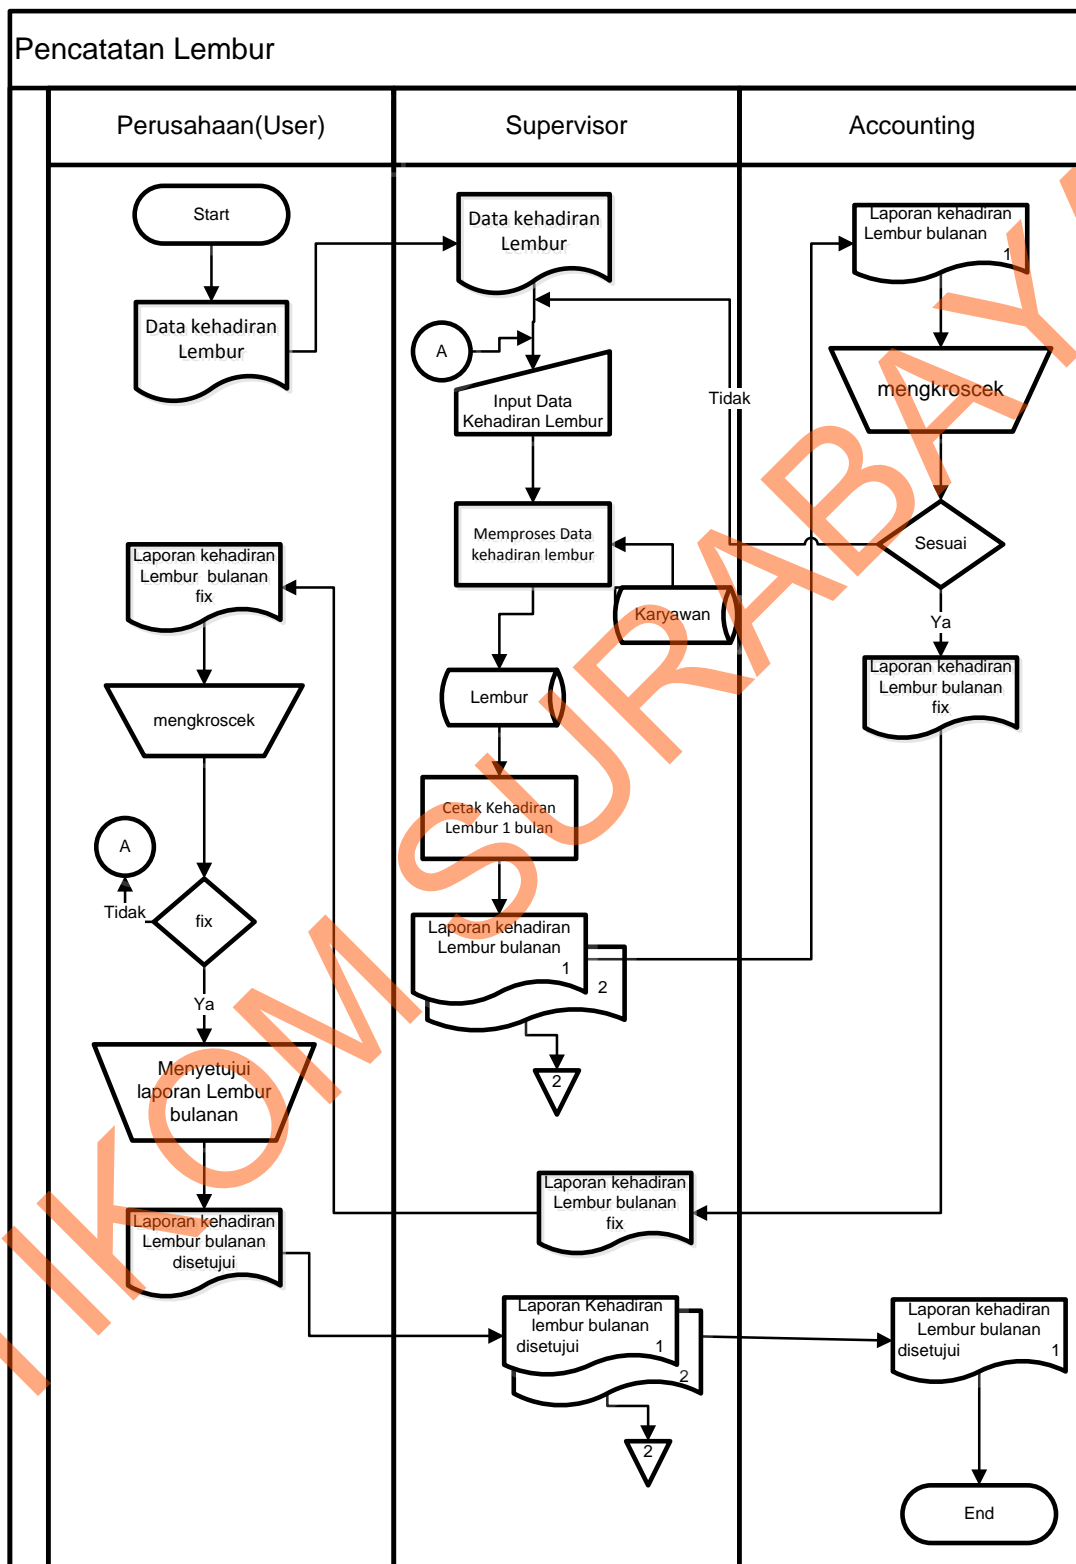 Pencatatan Lembur
Perusahaan(User)
Supervisor
Accounting
Start
Data kehadiran
Lembur
Data kehadiran
Lembur
A
Input Data
Kehadiran Lembur
Memproses Data
kehadiran lembur
Karyawan
Lembur
Cetak Kehadiran
Lembur 1 bulan
Laporan kehadiran
Lembur bulanan
1
2
2
Laporan kehadiran
Lembur bulanan
1
mengkroscek
Tidak
Sesuai
Ya
Laporan kehadiran
Lembur bulanan
fix
Laporan kehadiran
Lembur bulanan
fix
Laporan kehadiran
Lembur bulanan
fix
mengkroscek
A
Tidak
fix
Ya
Menyetujui
laporan Lembur
bulanan
Laporan kehadiran
Lembur bulanan
disetujui
Laporan Kehadiran
lembur bulanan
disetujui 1
2
2
Laporan kehadiran
Lembur bulanan
disetujui 1
End
IKOM SURABAYA